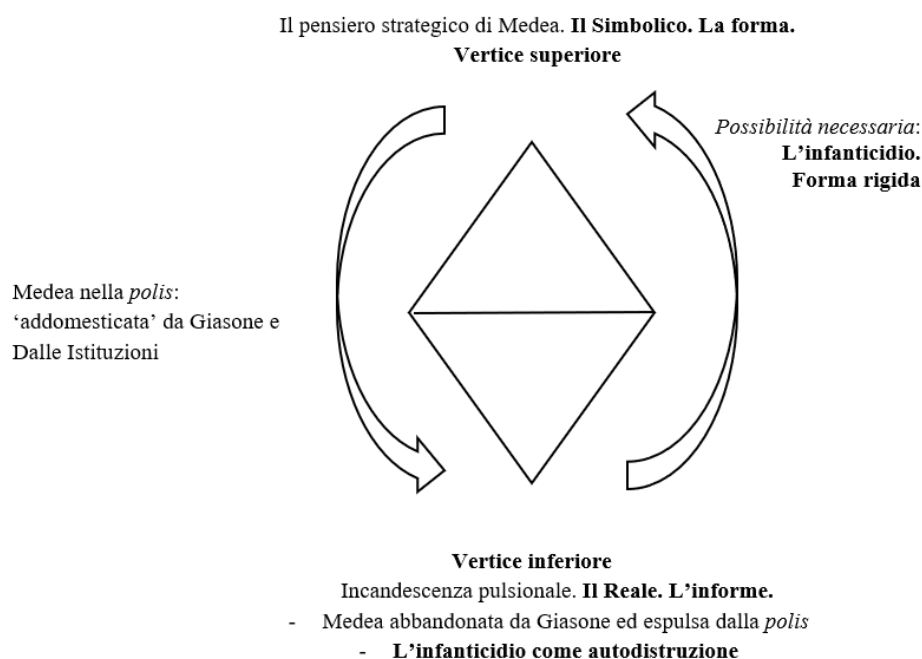 Il pensiero strategico di Medea. Il Simbolico. La forma.
Vertice superiore
Possibilità necessaria:
L'infanticidio.
Forma rigida
Medea nella polis:
‘addomesticata’ da Giasone e
Dalle Istituzioni
Vertice inferiore
Incandescenza pulsionale. Il Reale. L'informe.
- Medea abbandonata da Giasone ed espulsa dalla polis
- L'infanticidio come autodistruzione